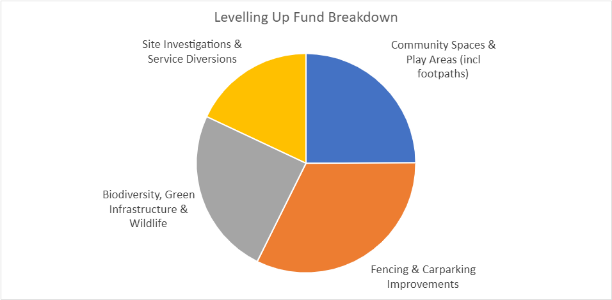 Levelling Up Fund Breakdown
Site Investigations &
Service Diversions
Community Spaces &
Play Areas (incl
footpaths)
Biodiversity, Green
Infrastructure &
Wildlife
Fencing & Carparking
Improvements